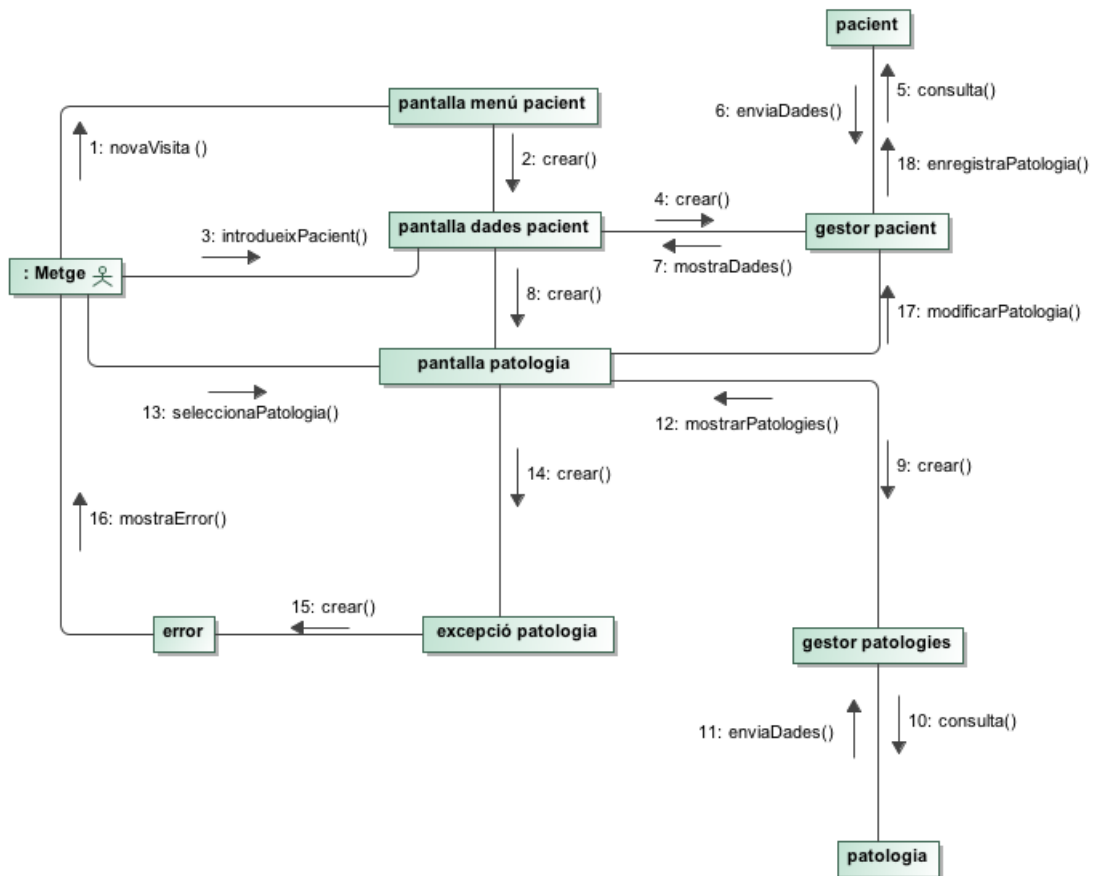 pacient
5: consulta()
6: enviaDades()
pantalla menú pacient
1: novaVisita ()
2: crear()
18: enregistraPatologia()
4: crear()
pantalla dades pacient
gestor pacient
3: introdueixPacient()
7: mostraDades()
: Metge
8: crear()
17: modificarPatologia()
pantalla patologia
13: seleccionaPatologia()
12: mostrarPatologies()
14: crear()
9: crear()
16: mostraError()
15: crear()
error
excepció patologia
gestor patologies
11: enviaDades()
10: consulta()
patologia